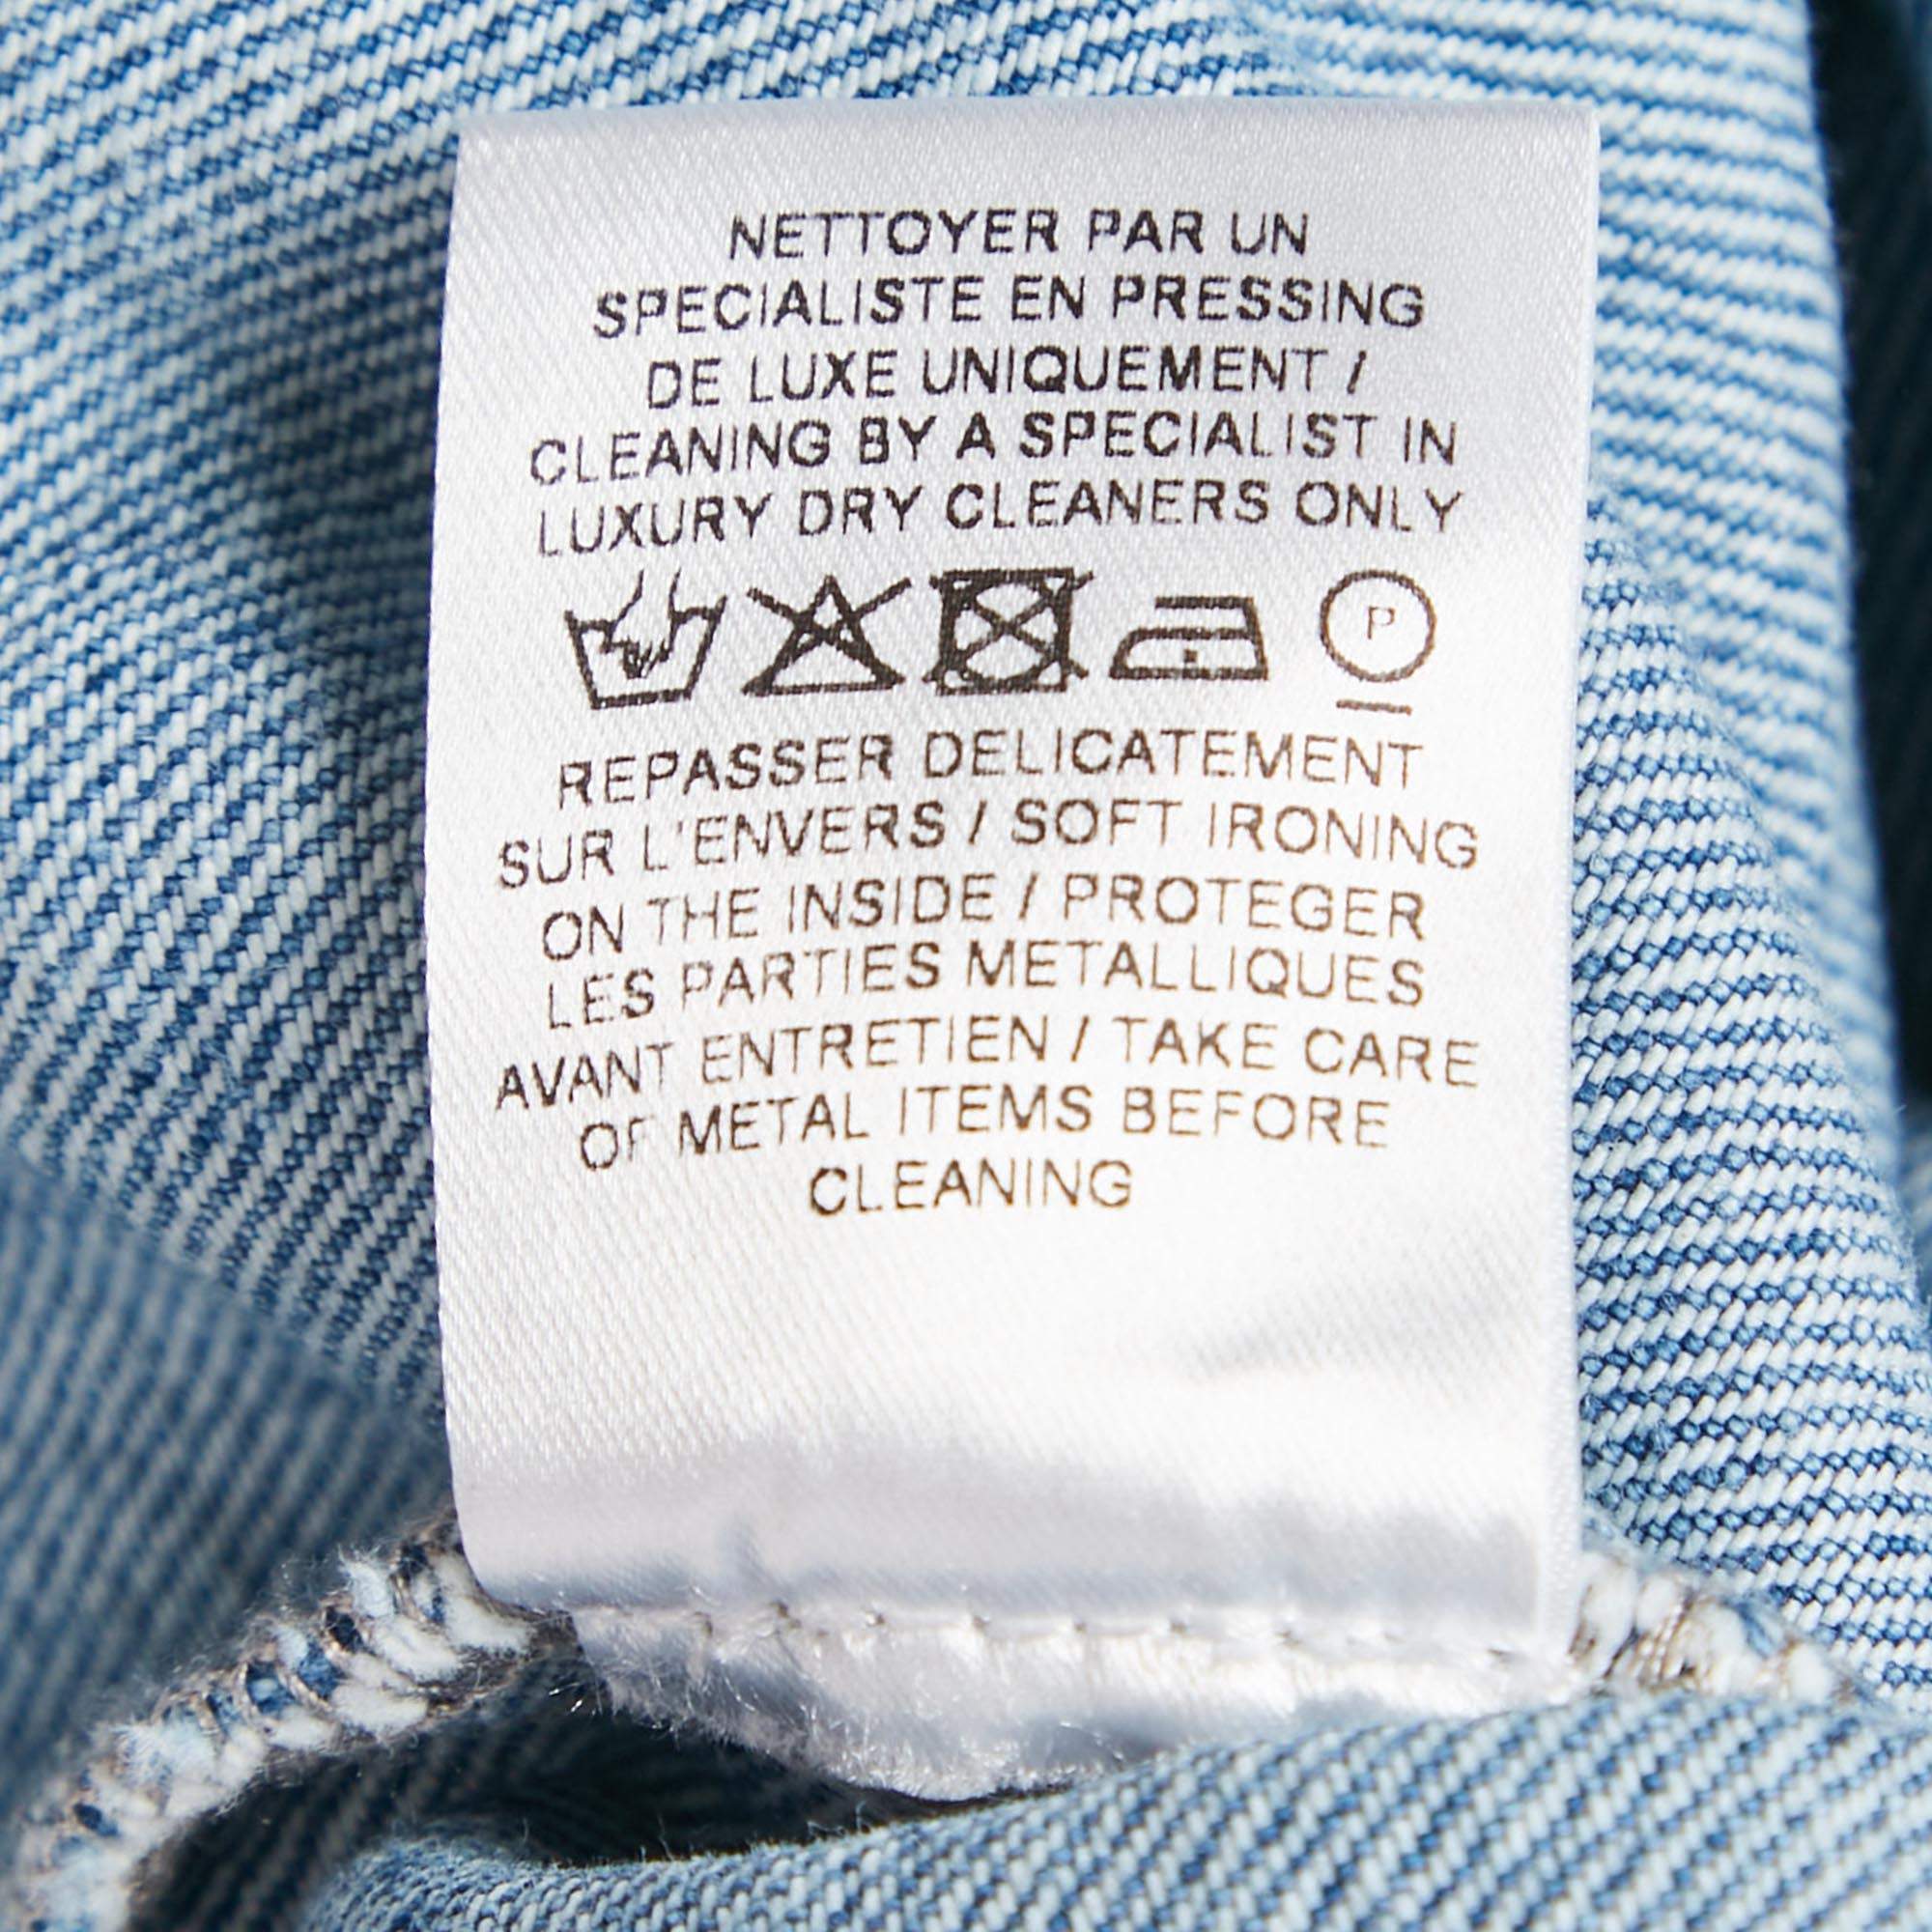 NETTOYER PAR UN
SPECIALISTE EN PRESSING
DE LUXE UNIQUEMENT /
CLEANING BY A SPECIALIST IN
LUXURY DRY CLEANERS ONLY
P
REPASSER DELICATEMENT
SUR L'ENVERS / SOFT IRONING
ON THE INSIDE / PROTEGER
LES PARTIES METALLIQUES
AVANT ENTRETIEN / TAKE CARE
OF METAL ITEMS BEFORE
CLEANING